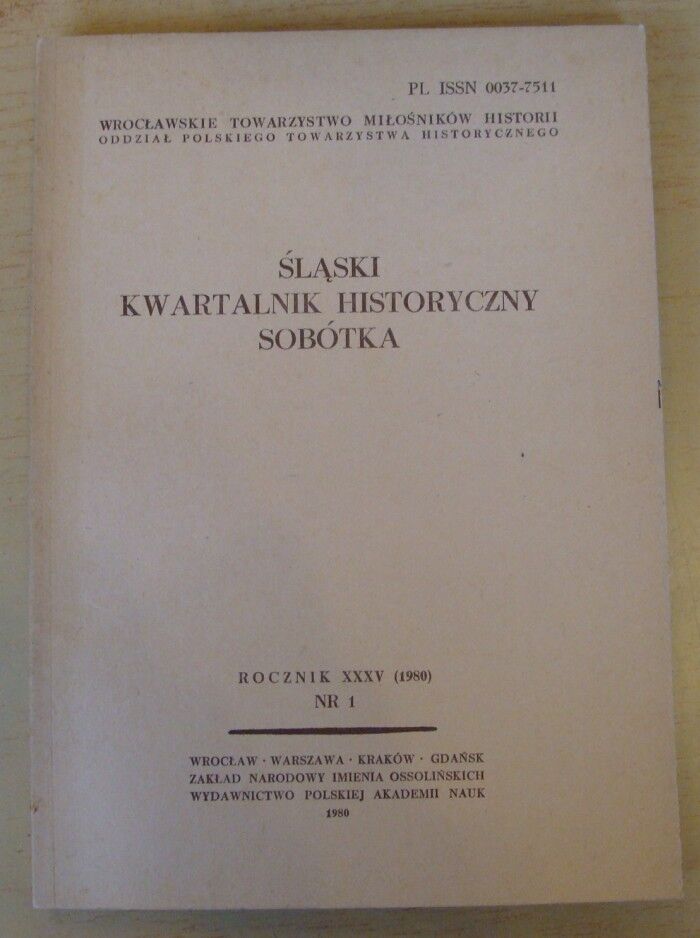 PL ISSN 0037-7511
WROCŁAWSKIE TOWARZYSTWO MIŁOŚNIKÓW HISTORII
ODDZIAŁ POLSKIEGO TOWARZYSTWA HISTORYCZNEGO
ŚLĄSKI
KWARTALNIK HISTORYCZNY
SOBÓTKA
ROCZNIK XXXV (1980)
NR 1
WROCŁAW · WARSZAWA · KRAKÓW · GDAŃSK
ZAKŁAD NARODOWY IMIENIA OSSOLIŃSKICH
WYDAWNICTWO POLSKIEJ AKADEMII NAUK
1980